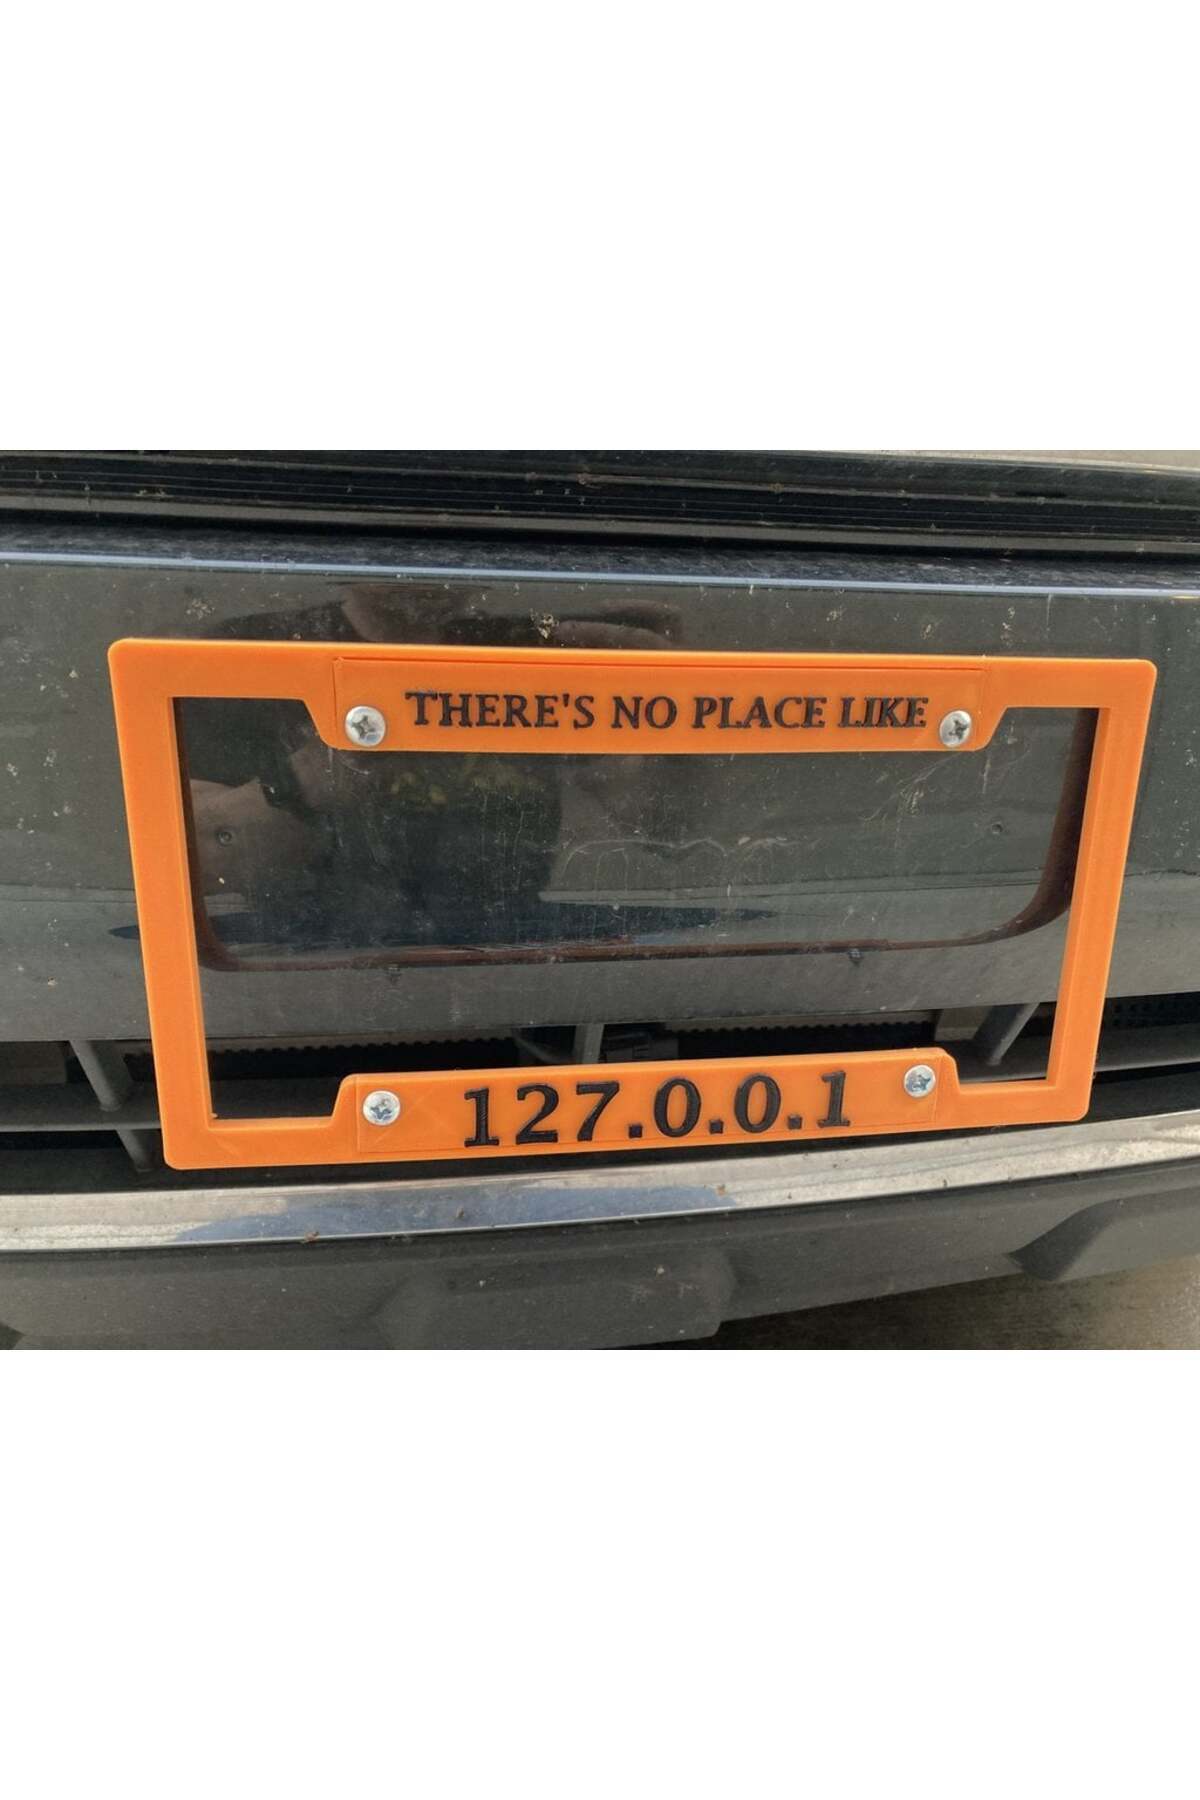 THERE'S NO PLACE LIKE
127.0.0.1